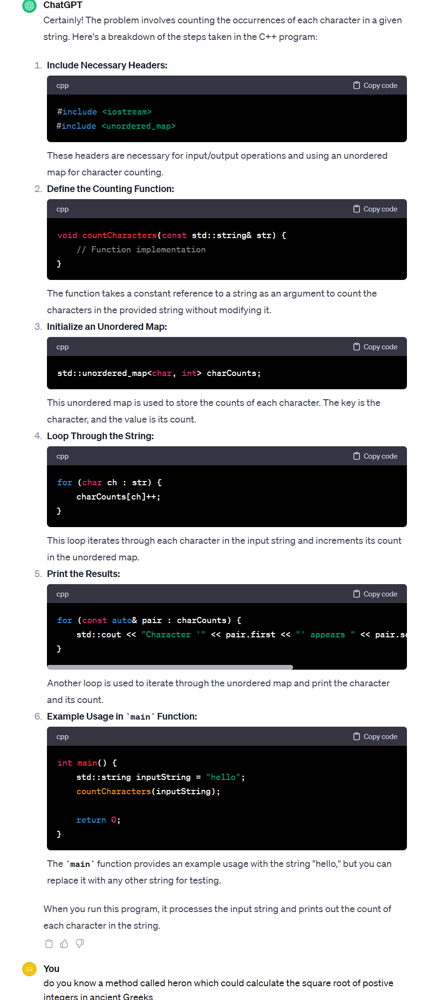 ChatGPT
Certainly! The problem involves counting the occurrences of each character in a given
string. Here's a breakdown of the steps taken in the C++ program:
1. Include Necessary Headers:
cpp Copy code
#include <iostream>
#include <unordered_map>
These headers are necessary for input/output operations and using an unordered
map for character counting.
2. Define the Counting Function:
cpp Copy code
void countCharacters(const std::string& str) {
    // Function implementation
}
The function takes a constant reference to a string as an argument to count the
characters in the provided string without modifying it.
3. Initialize an Unordered Map:
cpp Copy code
std::unordered_map<char, int> charCounts;
This unordered map is used to store the counts of each character. The key is the
character, and the value is its count.
4. Loop Through the String:
cpp Copy code
for (char ch : str) {
    charCounts[ch]++;
}
This loop iterates through each character in the input string and increments its count
in the unordered map.
5. Print the Results:
cpp Copy code
for (const auto& pair : charCounts) {
    std::cout << "Character '" << pair.first << "' appears " << pair.se
}
Another loop is used to iterate through the unordered map and print the character
and its count.
6. Example Usage in `main` Function:
cpp Copy code
int main() {
    std::string inputString = "hello";
    countCharacters(inputString);
    return 0;
}
The `main` function provides an example usage with the string "hello," but you can
replace it with any other string for testing.
When you run this program, it processes the input string and prints out the count of
each character in the string.
22 You
do you know a method called heron which could calculate the square root of postive
integers in ancient Greeks